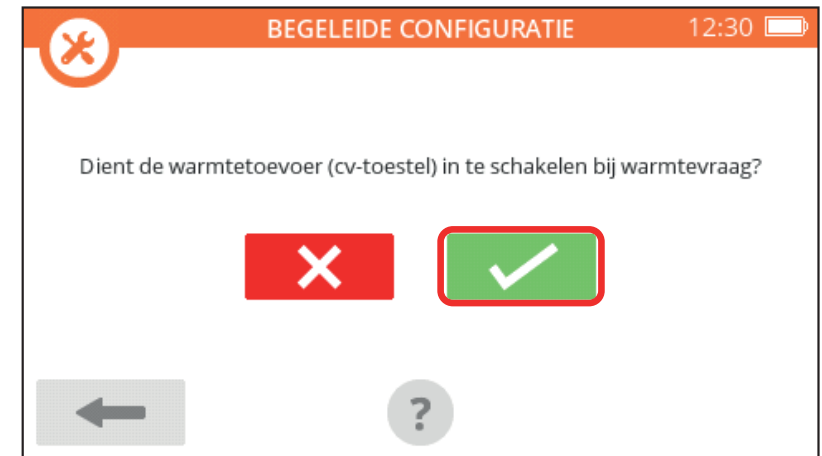 BEGELEIDE CONFIGURATIE 12:30
Dient de warmtetoevoer (cv-toestel) in te schakelen bij warmtevraag?
?